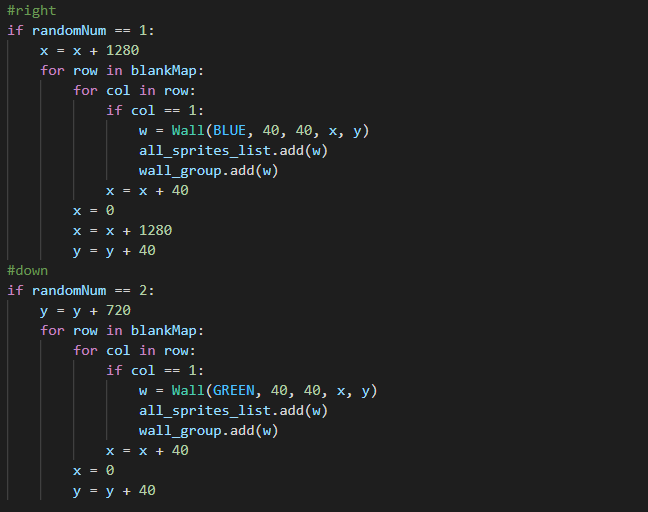 #right
if randomNum == 1:
    x = x + 1280
    for row in blankMap:
        for col in row:
            if col == 1:
                w = Wall(BLUE, 40, 40, x, y)
                all_sprites_list.add(w)
                wall_group.add(w)
            x = x + 40
        x = 0
        x = x + 1280
        y = y + 40
#down
if randomNum == 2:
    y = y + 720
    for row in blankMap:
        for col in row:
            if col == 1:
                w = Wall(GREEN, 40, 40, x, y)
                all_sprites_list.add(w)
                wall_group.add(w)
            x = x + 40
        x = 0
        y = y + 40